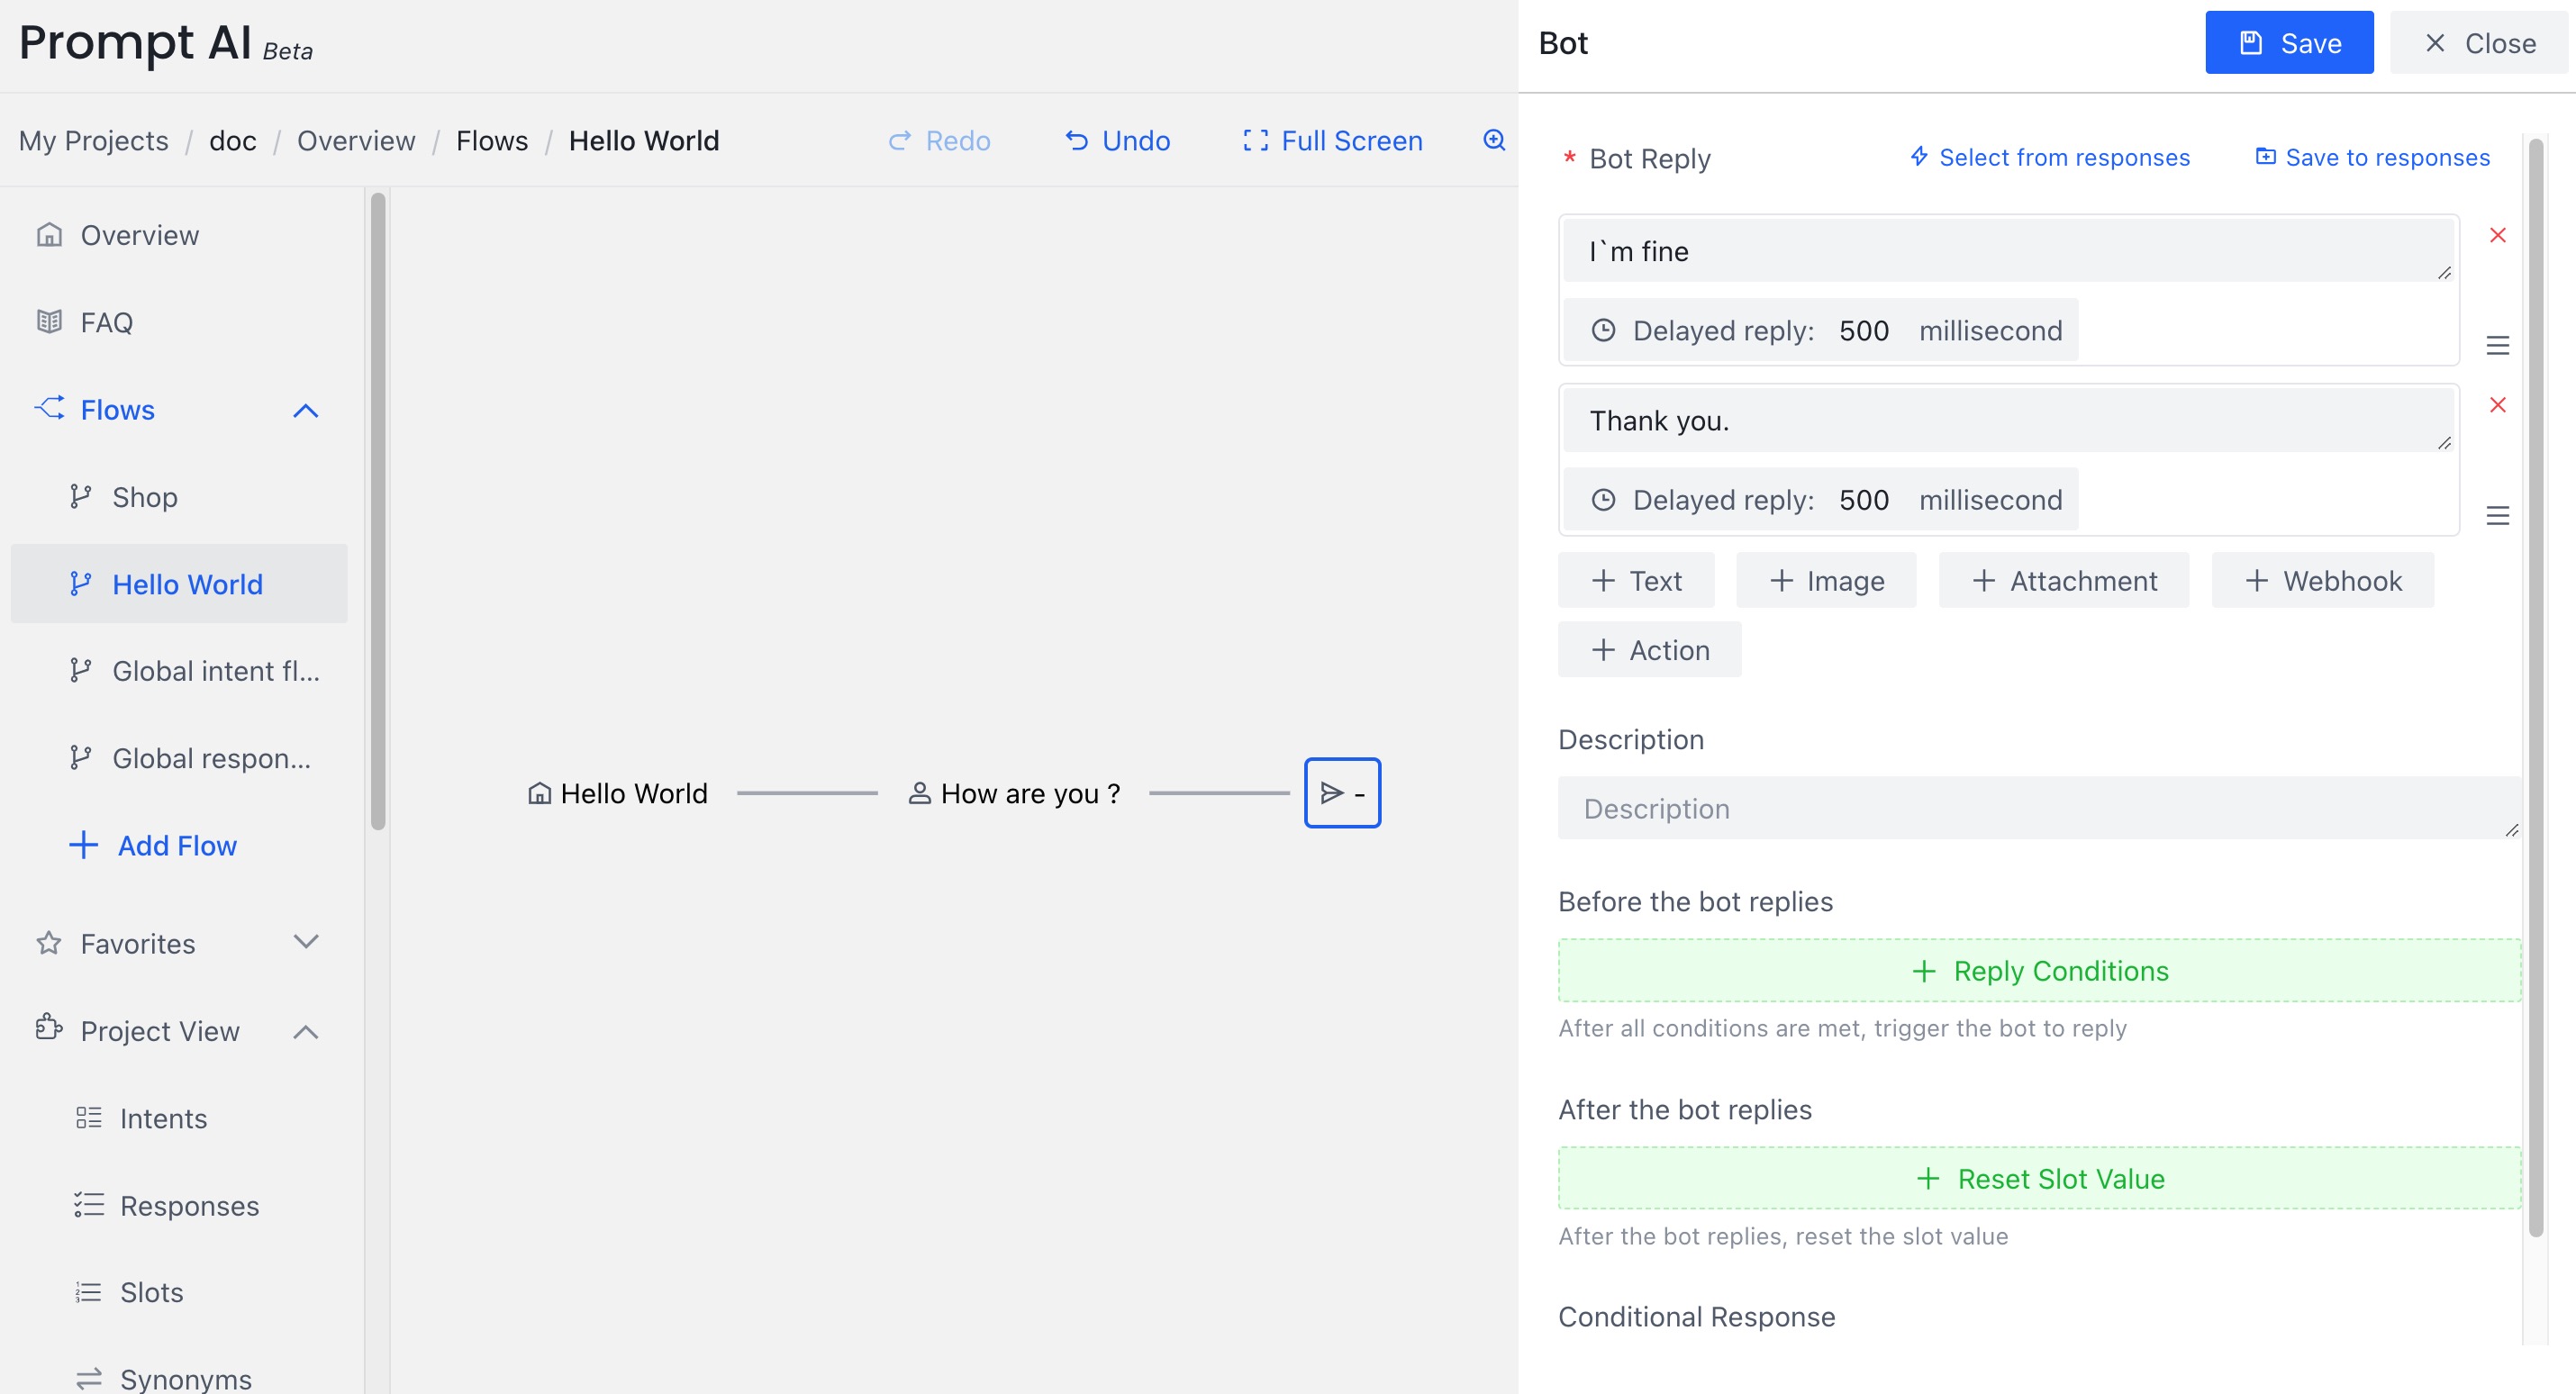 Prompt AI Beta
Bot
Save
Close
My Projects / doc / Overview / Flows / Hello World
Redo
Undo
Full Screen
* Bot Reply
Select from responses
Save to responses
Overview
FAQ
Flows
Shop
Hello World
Global intent fl...
Global respon...
Add Flow
Favorites
Project View
Intents
Responses
Slots
Synonyms
Hello World
How are you ?
-
I`m fine
Delayed reply: 500 millisecond
Thank you.
Delayed reply: 500 millisecond
+ Text
+ Image
+ Attachment
+ Webhook
+ Action
Description
Description
Before the bot replies
+ Reply Conditions
After all conditions are met, trigger the bot to reply
After the bot replies
+ Reset Slot Value
After the bot replies, reset the slot value
Conditional Response